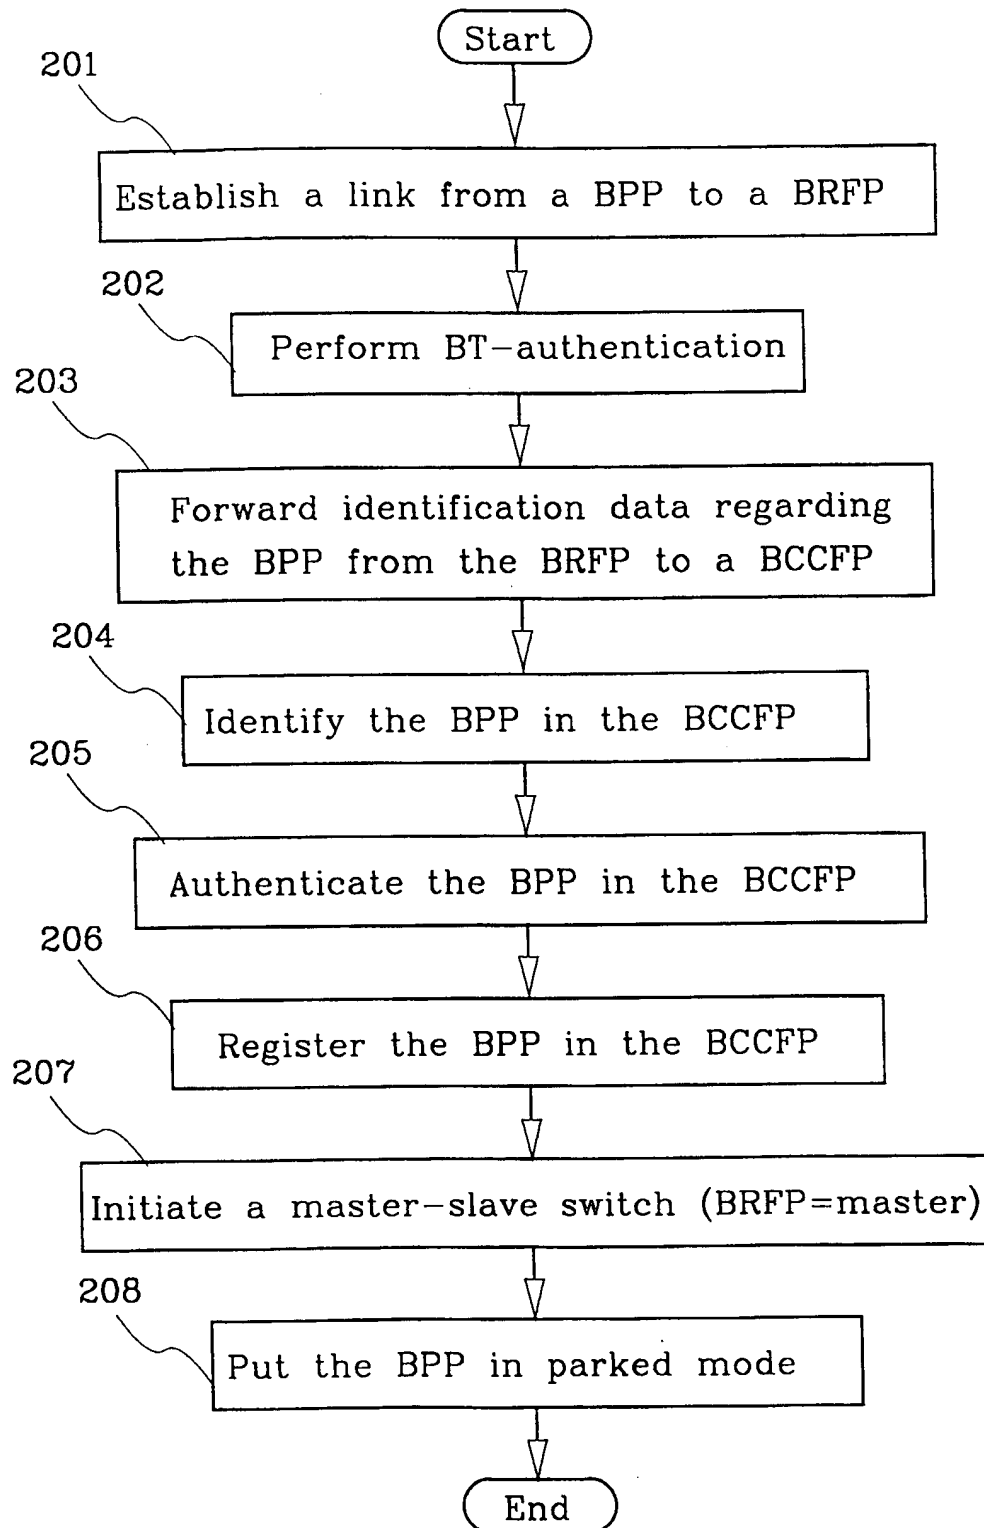 Start
201
Establish a link from a BPP to a BRFP
202
Perform BT-authentication
203
Forward identification data regarding
the BPP from the BRFP to a BCCFP
204
Identify the BPP in the BCCFP
205
Authenticate the BPP in the BCCFP
206
Register the BPP in the BCCFP
207
Initiate a master-slave switch (BRFP=master)
208
Put the BPP in parked mode
End